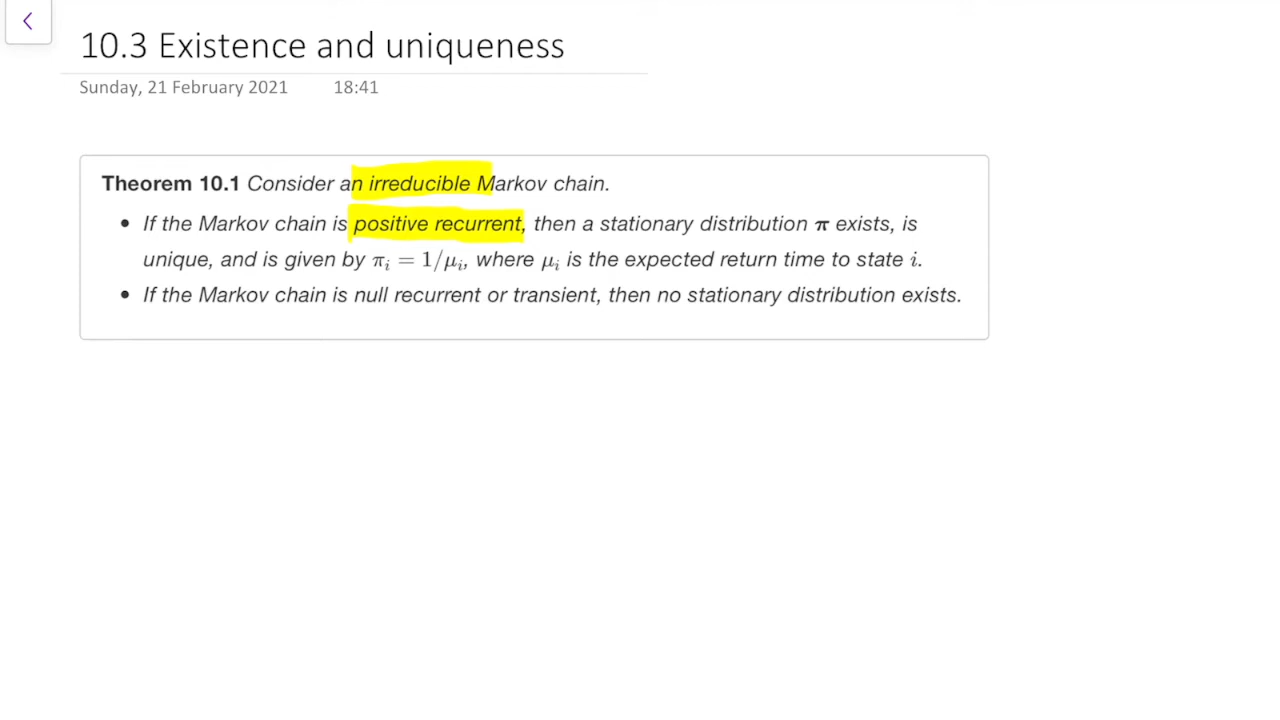 10.3 Existence and uniqueness
Sunday, 21 February 2021 18:41
Theorem 10.1 Consider an irreducible Markov chain.
• If the Markov chain is positive recurrent, then a stationary distribution π exists, is
unique, and is given by πᵢ = 1/μᵢ, where μᵢ is the expected return time to state i.
• If the Markov chain is null recurrent or transient, then no stationary distribution exists.